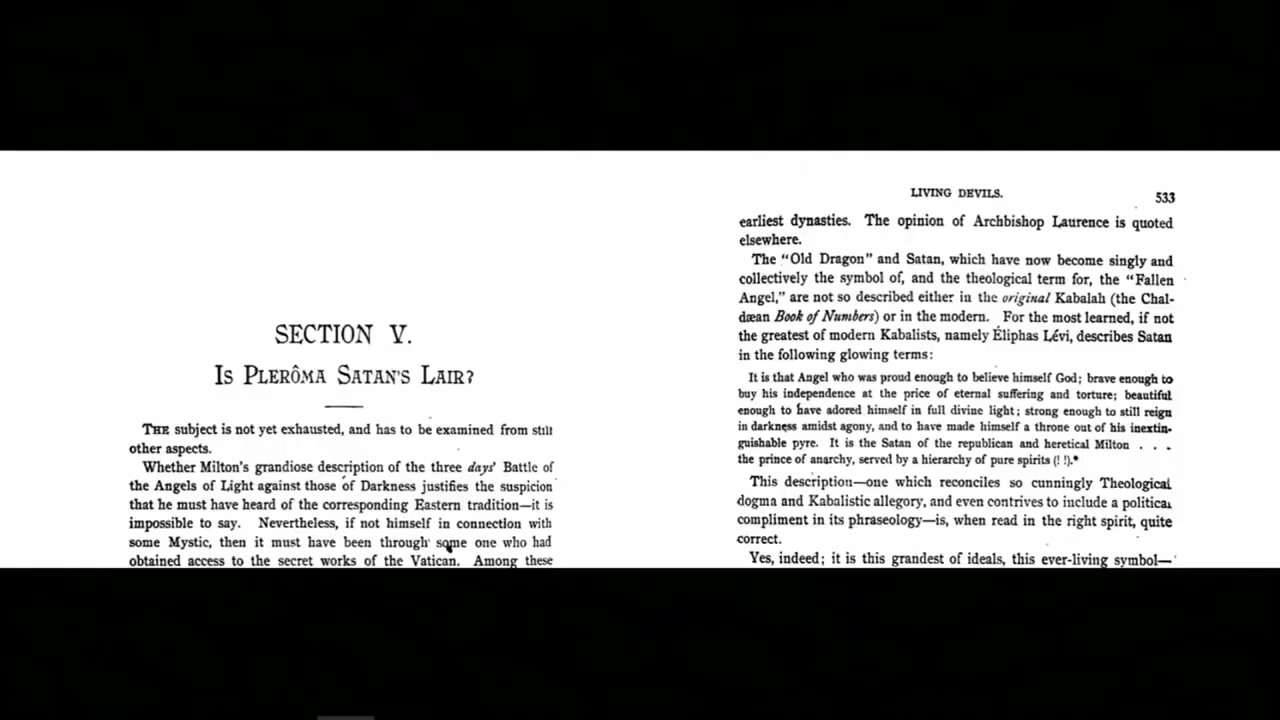 SECTION V.
IS PLERÔMA SATAN'S LAIR?
THE subject is not yet exhausted, and has to be examined from still
other aspects.
Whether Milton's grandiose description of the three days' Battle of
the Angels of Light against those of Darkness justifies the suspicion
that he must have heard of the corresponding Eastern tradition—it is
impossible to say. Nevertheless, if not himself in connection with
some Mystic, then it must have been through some one who had
obtained access to the secret works of the Vatican. Among these
LIVING DEVILS.
533
earliest dynasties. The opinion of Archbishop Laurence is quoted
elsewhere.
The "Old Dragon" and Satan, which have now become singly and
collectively the symbol of, and the theological term for, the "Fallen
Angel," are not so described either in the original Kabalah (the Chal-
dæan Book of Numbers) or in the modern. For the most learned, if not
the greatest of modern Kabalists, namely Éliphas Lévi, describes Satan
in the following glowing terms:
It is that Angel who was proud enough to believe himself God; brave enough to
buy his independence at the price of eternal suffering and torture; beautiful
enough to have adored himself in full divine light; strong enough to still reign
in darkness amidst agony, and to have made himself a throne out of his inextin-
guishable pyre. It is the Satan of the republican and heretical Milton . . .
the prince of anarchy, served by a hierarchy of pure spirits (! !).*
This description—one which reconciles so cunningly Theological
dogma and Kabalistic allegory, and even contrives to include a political
compliment in its phraseology—is, when read in the right spirit, quite
correct.
Yes, indeed; it is this grandest of ideals, this ever-living symbol—